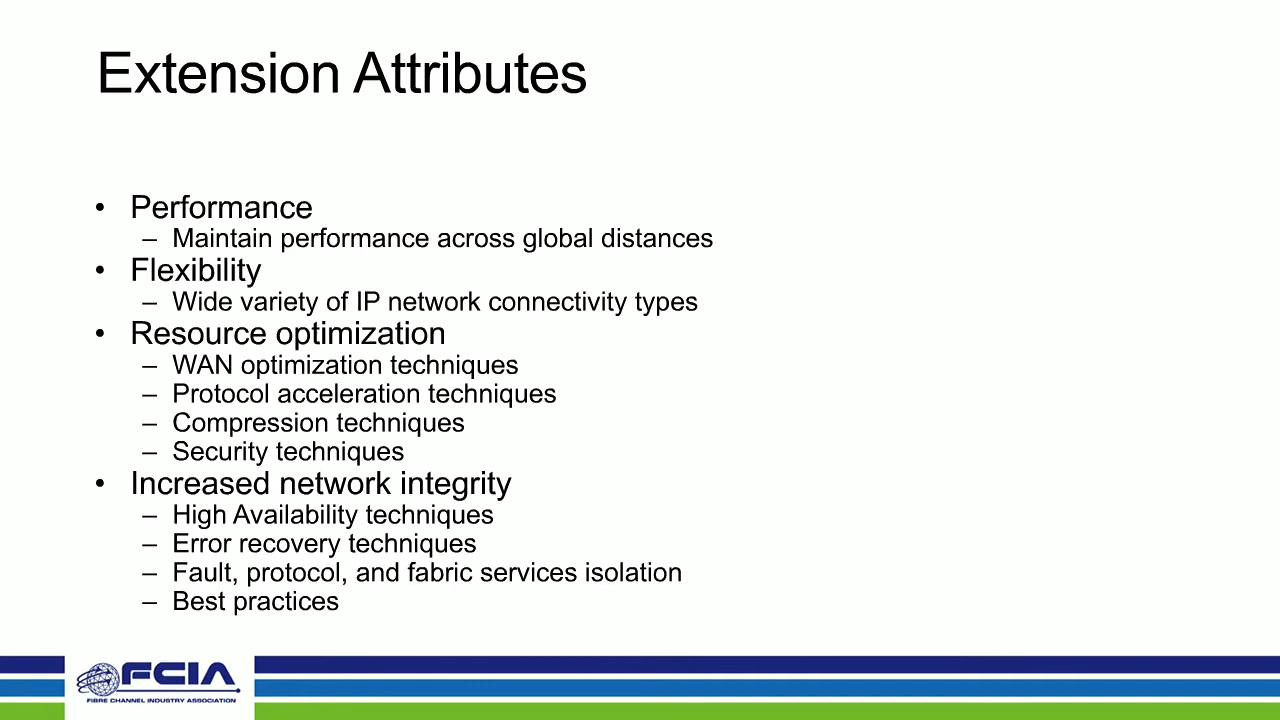 Extension Attributes
• Performance
– Maintain performance across global distances
• Flexibility
– Wide variety of IP network connectivity types
• Resource optimization
– WAN optimization techniques
– Protocol acceleration techniques
– Compression techniques
– Security techniques
• Increased network integrity
– High Availability techniques
– Error recovery techniques
– Fault, protocol, and fabric services isolation
– Best practices
FCIA
FIBRE CHANNEL INDUSTRY ASSOCIATION